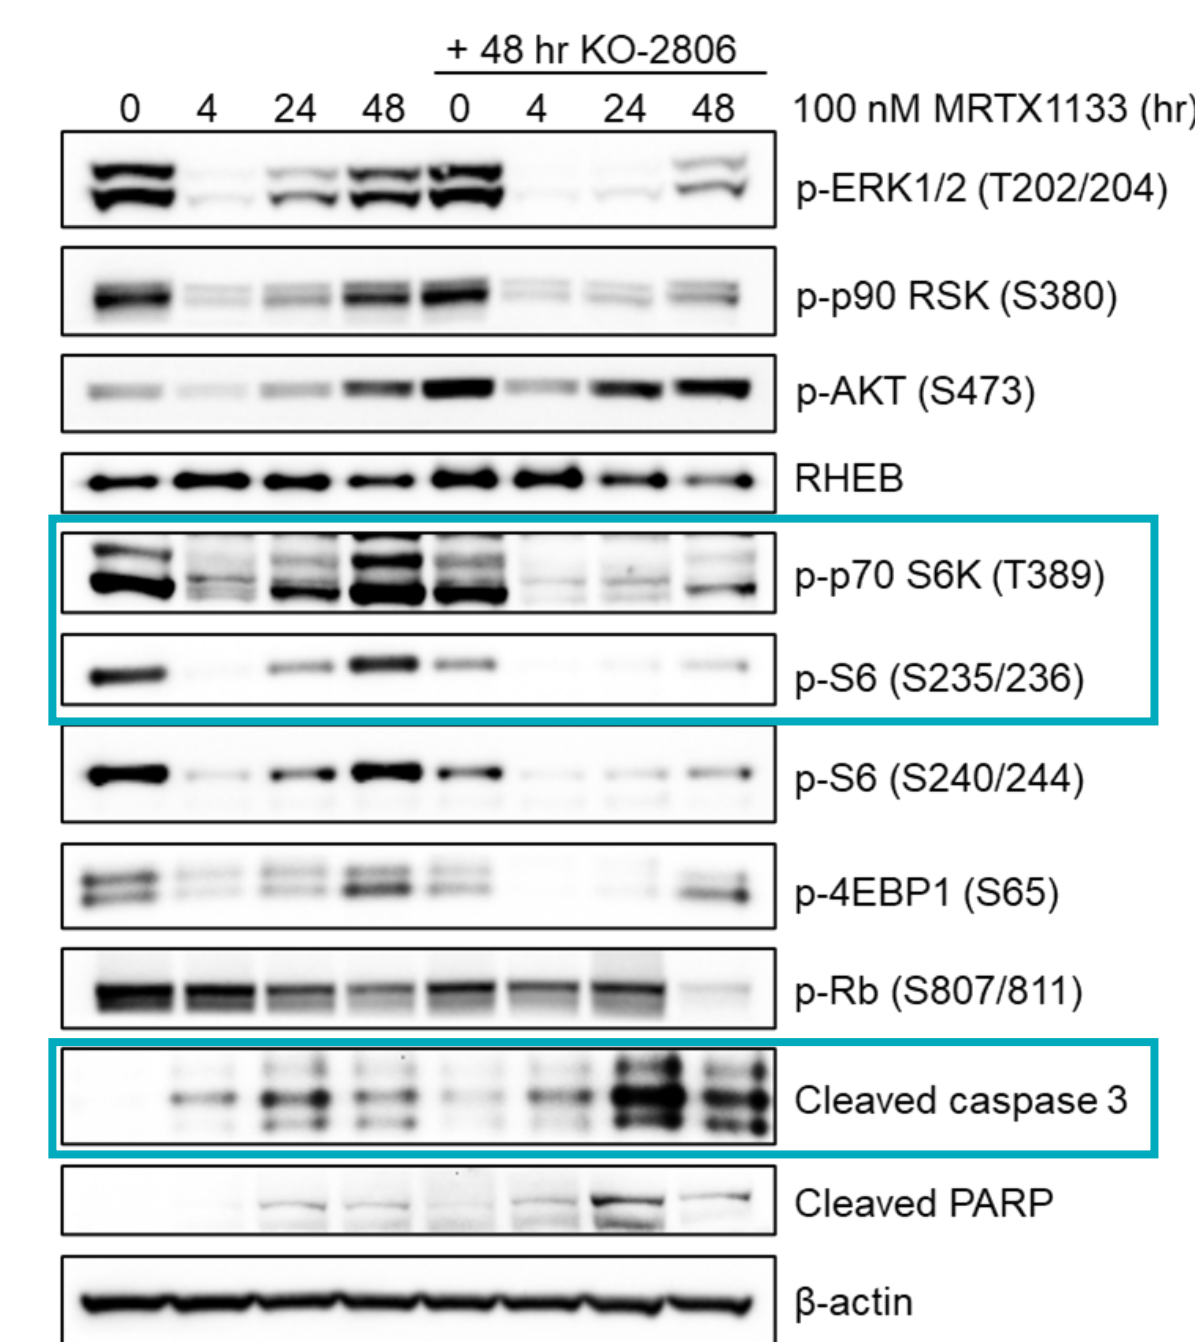 + 48 hr KO-2806
0 4 24 48 0 4 24 48 100 nM MRTX1133 (hr)
p-ERK1/2 (T202/204)
p-p90 RSK (S380)
p-AKT (S473)
RHEB
p-p70 S6K (T389)
p-S6 (S235/236)
p-S6 (S240/244)
p-4EBP1 (S65)
p-Rb (S807/811)
Cleaved caspase 3
Cleaved PARP
β-actin